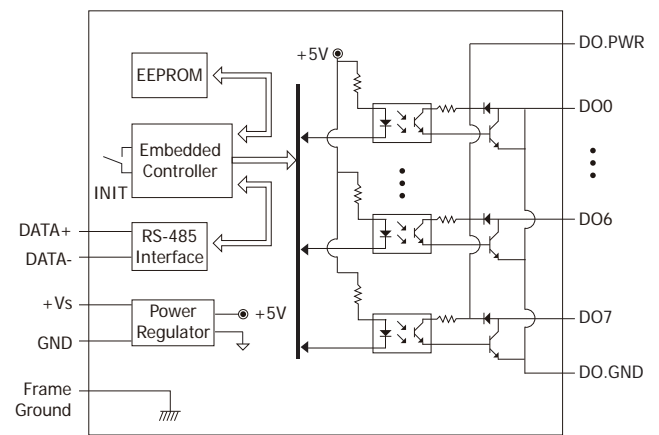 +5V
DO.PWR
EEPROM
DO0
Embedded
Controller
INIT
DATA+
DATA-
RS-485
Interface
DO6
+Vs
GND
Power
Regulator
+5V
DO7
DO.GND
Frame
Ground